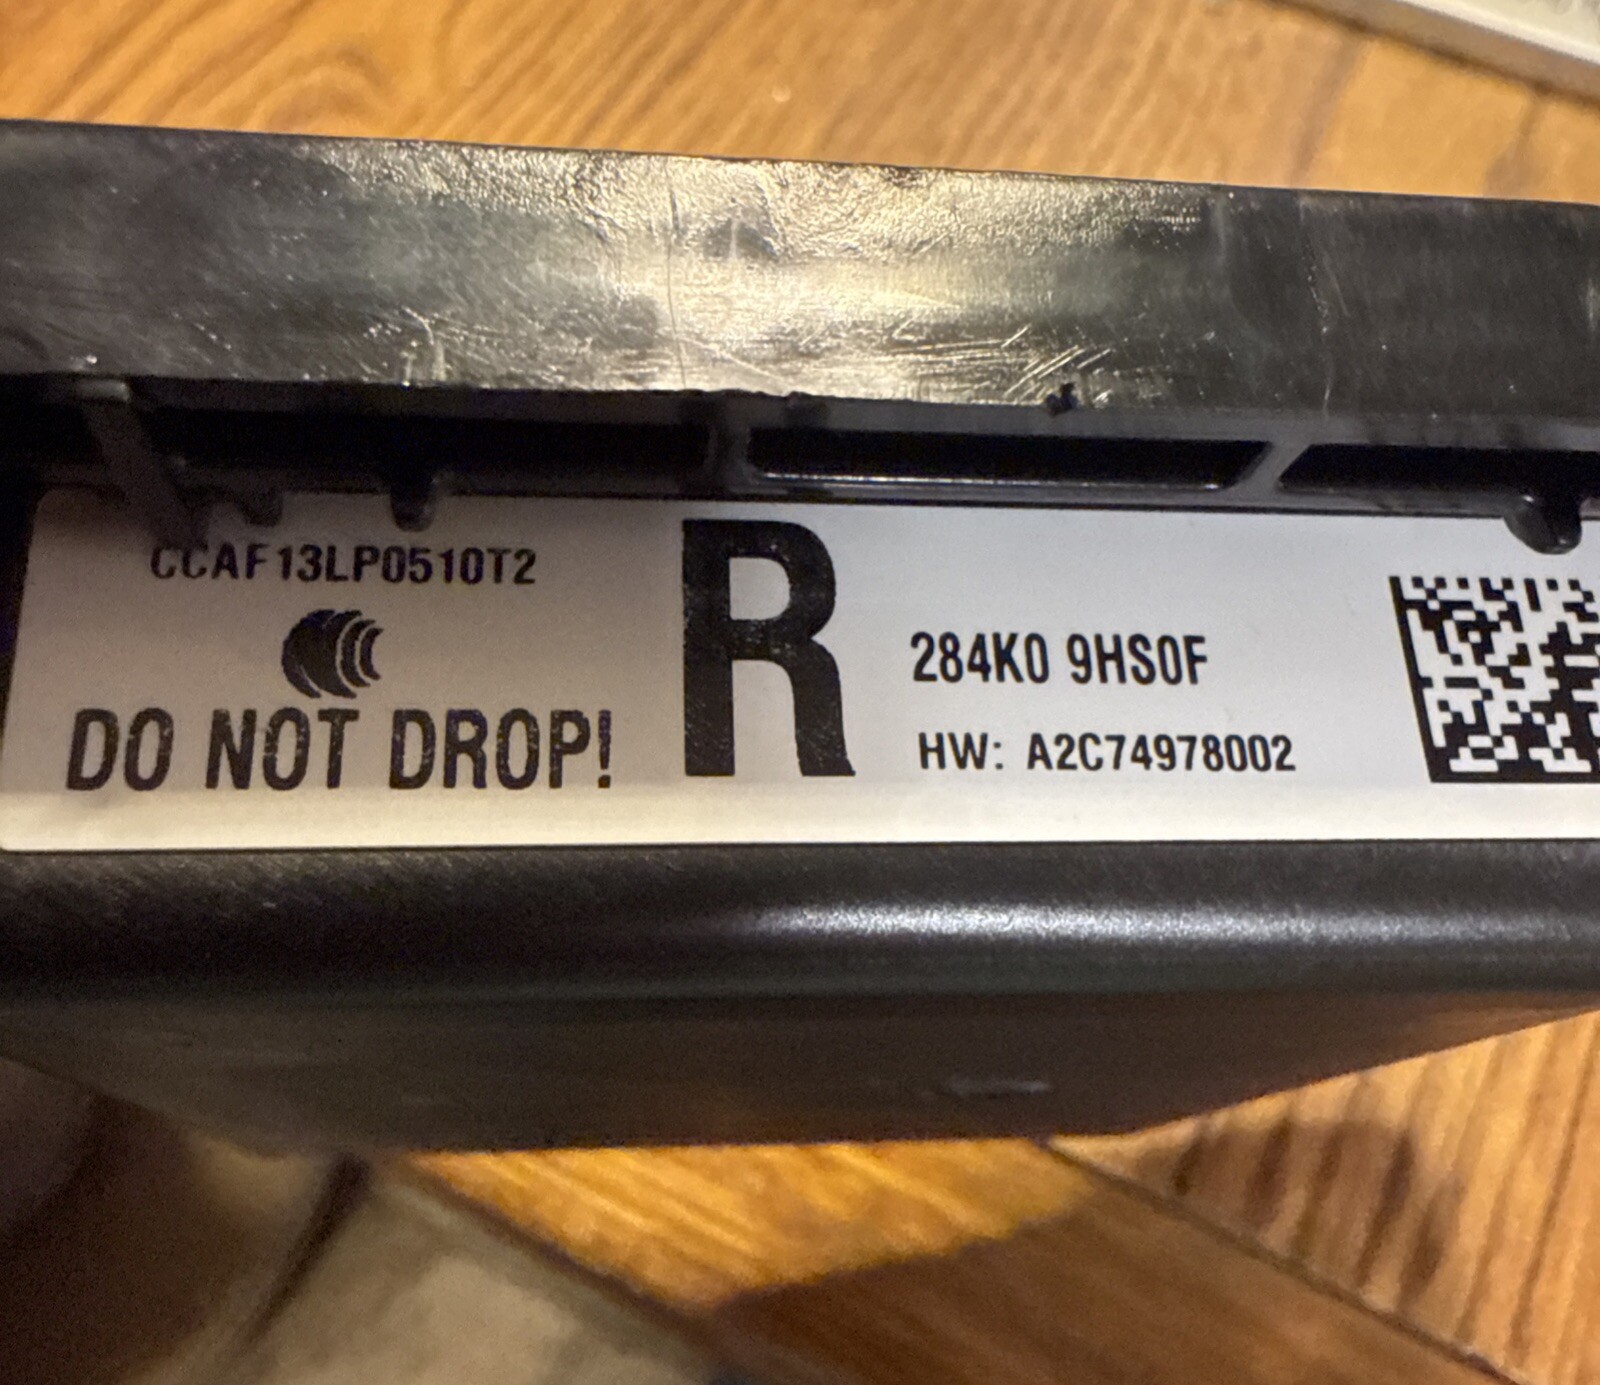 CCAF13LP0510T2
DO NOT DROP!
R
284K0 9HS0F
HW: A2C74978002